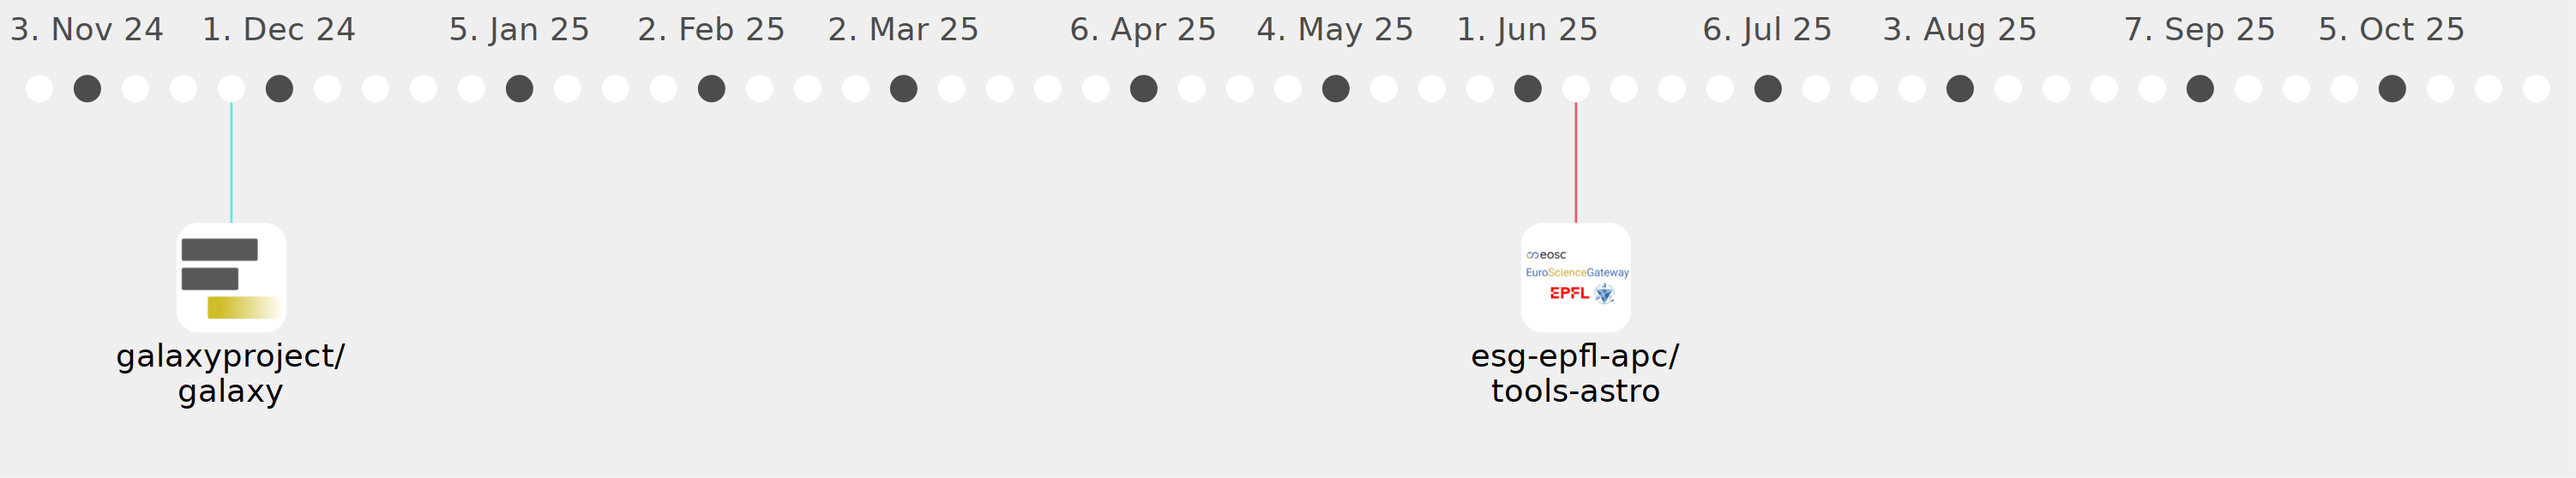 3. Nov 24 1. Dec 24 5. Jan 25 2. Feb 25 2. Mar 25 6. Apr 25 4. May 25 1. Jun 25 6. Jul 25 3. Aug 25 7. Sep 25 5. Oct 25
eosc
EuroScienceGateway
EPFL
galaxyproject/
galaxy
esg-epfl-apc/
tools-astro